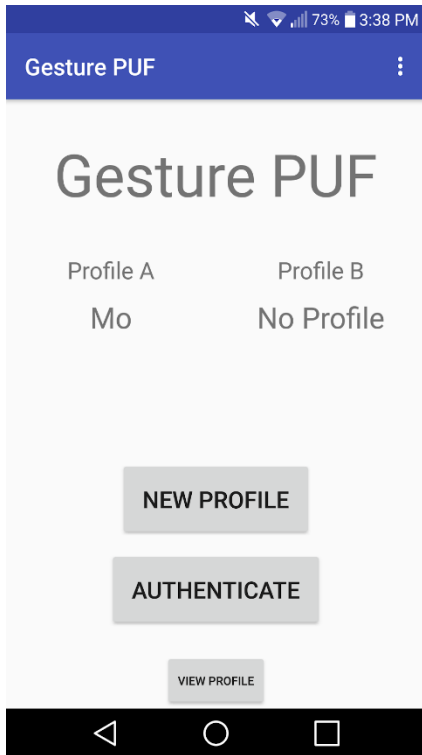 73% 3:38 PM
Gesture PUF
Gesture PUF
Profile A Profile B
Mo No Profile
NEW PROFILE
AUTHENTICATE
VIEW PROFILE